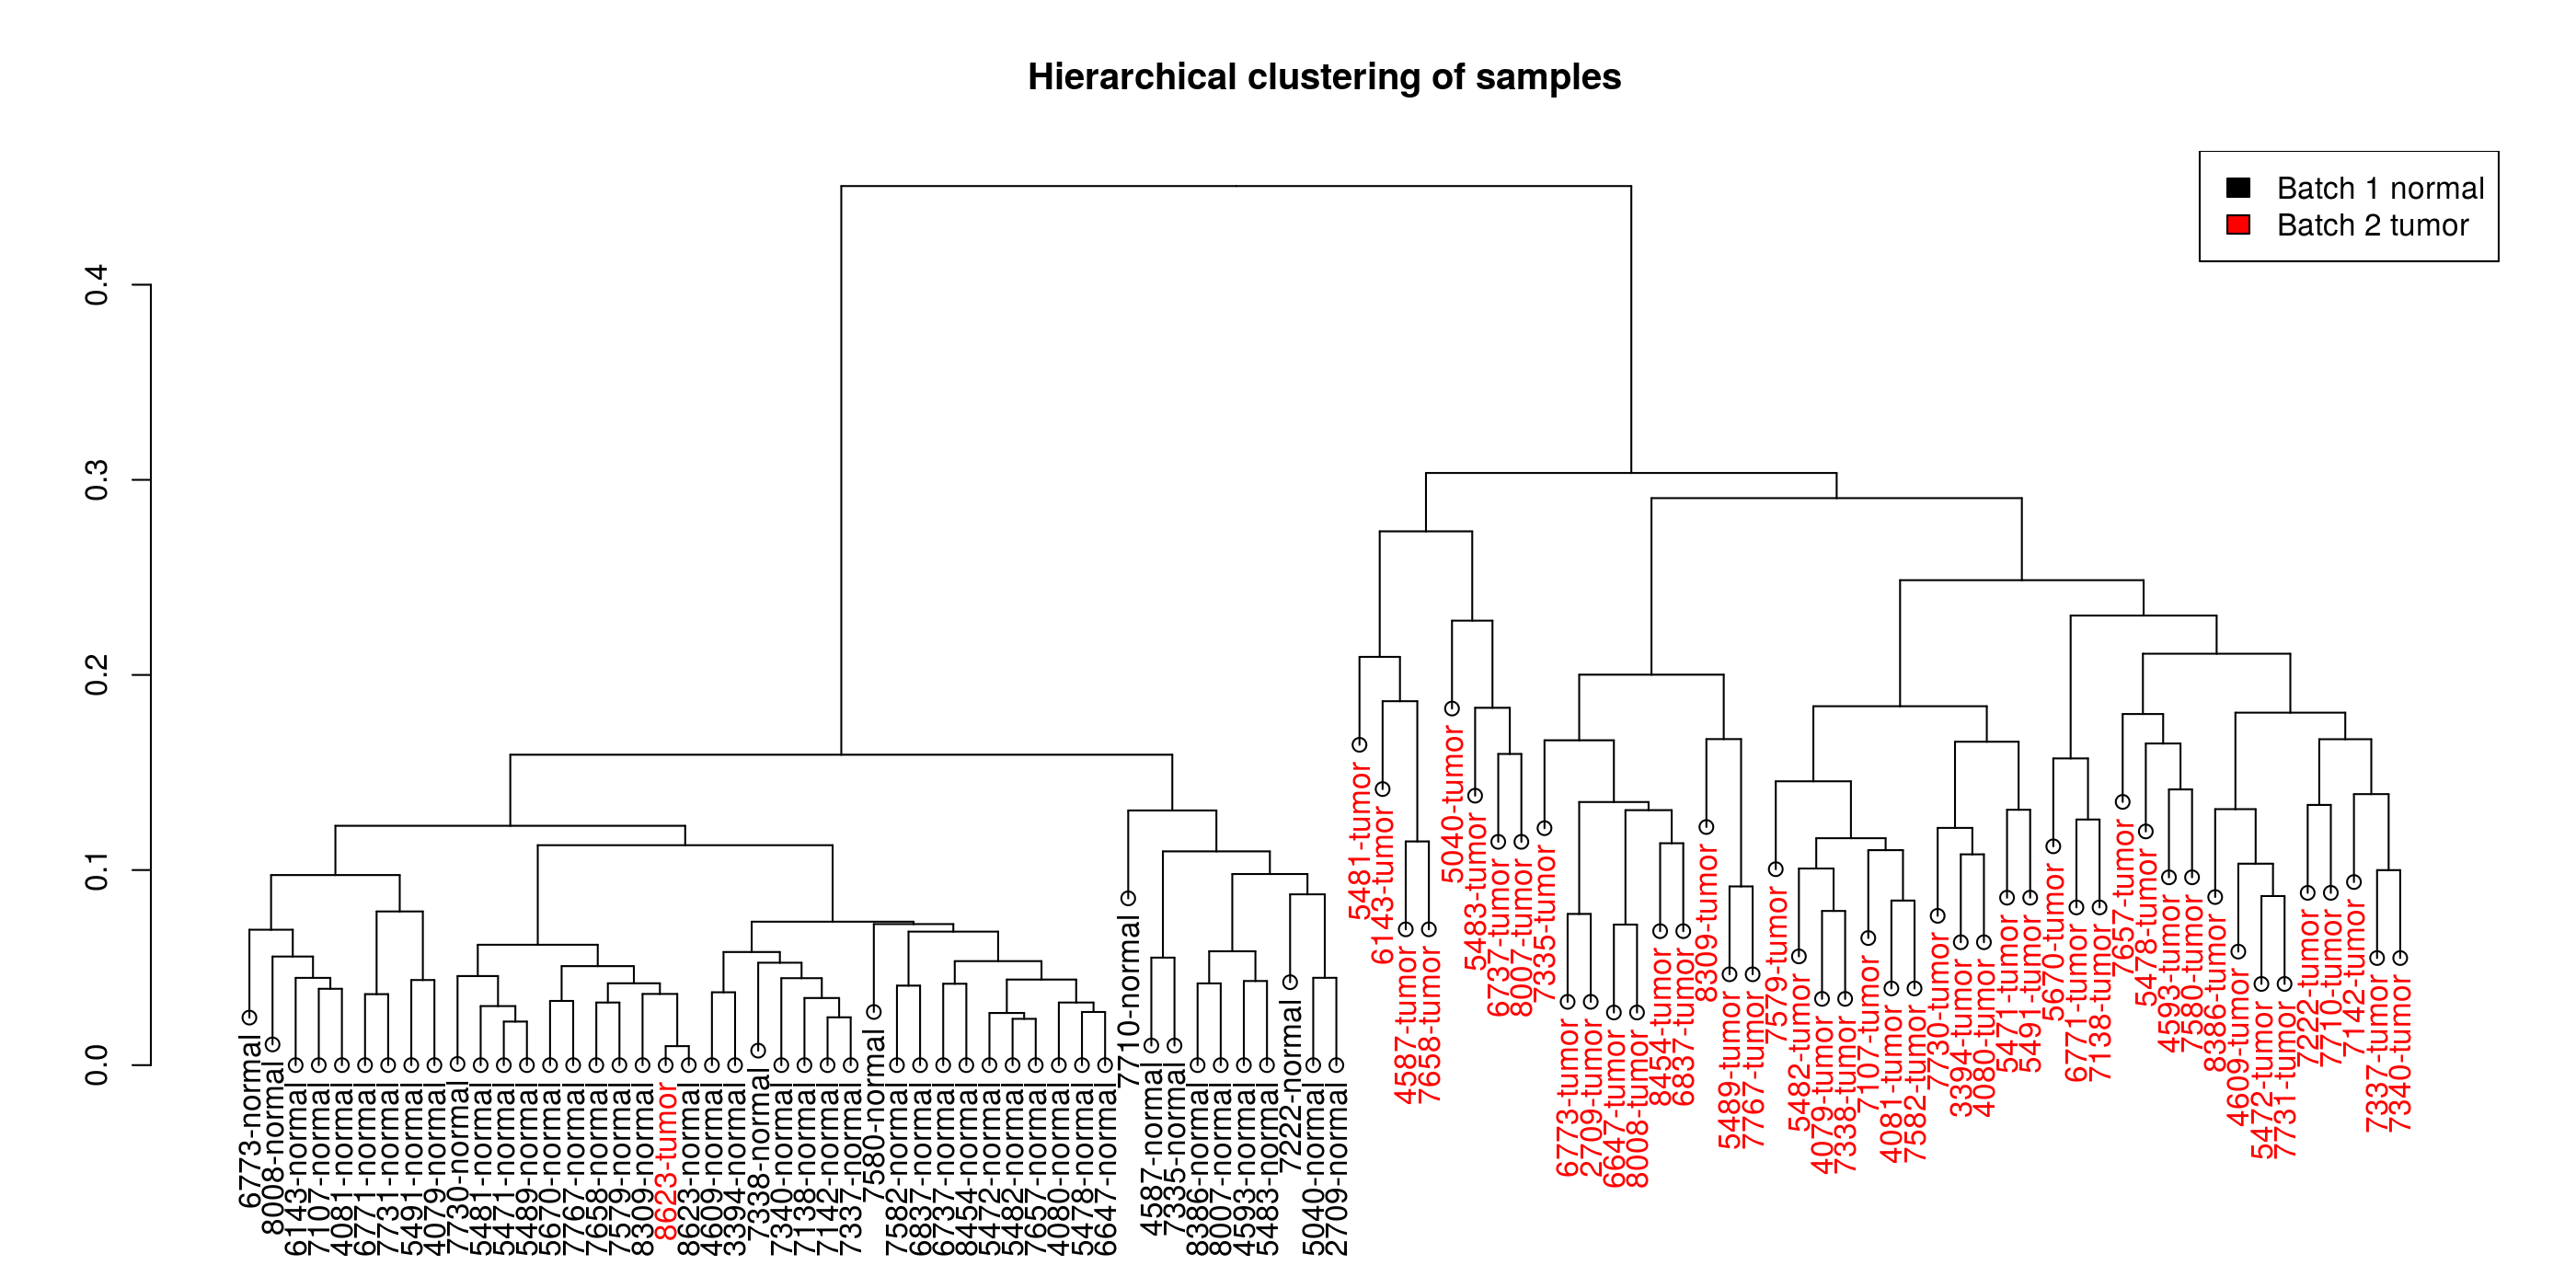 Hierarchical clustering of samples
Batch 1 normal
Batch 2 tumor
0.4
0.3
0.2
0.1
0.0
6773-normal
8008-normal
6143-normal
7107-normal
4081-normal
6771-normal
7731-normal
5491-normal
4079-normal
7730-normal
5481-normal
5471-normal
5489-normal
5670-normal
7767-normal
7658-normal
7579-normal
8309-normal
8623-tumor
8623-normal
4609-normal
3394-normal
7338-normal
7340-normal
7138-normal
7142-normal
7337-normal
7580-normal
7582-normal
6837-normal
6737-normal
8454-normal
5472-normal
5482-normal
7657-normal
4080-normal
5478-normal
6647-normal
7710-normal
4587-normal
7335-normal
8386-normal
8007-normal
4593-normal
5483-normal
7222-normal
5040-normal
2709-normal
5481-tumor
6143-tumor
4587-tumor
7658-tumor
5040-tumor
5483-tumor
6737-tumor
8007-tumor
7335-tumor
6773-tumor
2709-tumor
6647-tumor
8008-tumor
8454-tumor
6837-tumor
8309-tumor
5489-tumor
7767-tumor
7579-tumor
5482-tumor
4079-tumor
7338-tumor
7107-tumor
4081-tumor
7582-tumor
7730-tumor
3394-tumor
4080-tumor
5471-tumor
5491-tumor
5670-tumor
6771-tumor
7138-tumor
7657-tumor
5478-tumor
4593-tumor
7580-tumor
8386-tumor
4609-tumor
5472-tumor
7731-tumor
7222-tumor
7710-tumor
7142-tumor
7337-tumor
7340-tumor